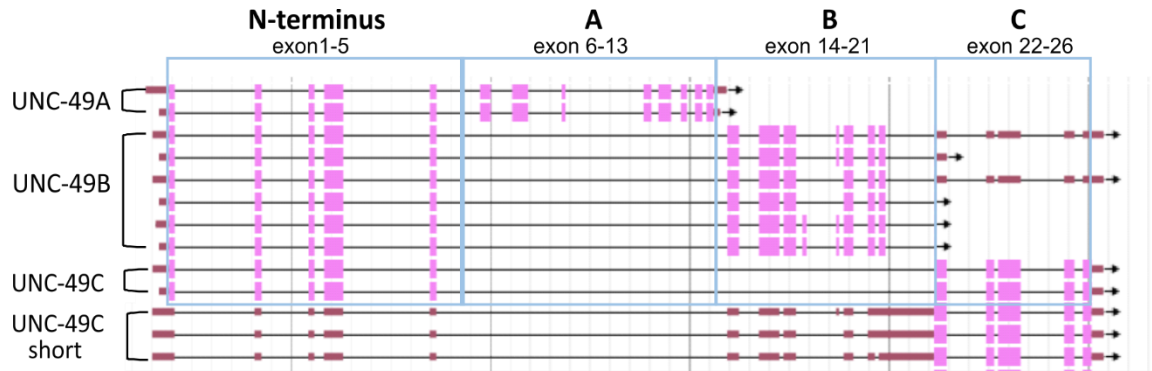 N-terminus
exon1-5
A
exon 6-13
B
exon 14-21
C
exon 22-26
UNC-49A
UNC-49B
UNC-49C
UNC-49C
short